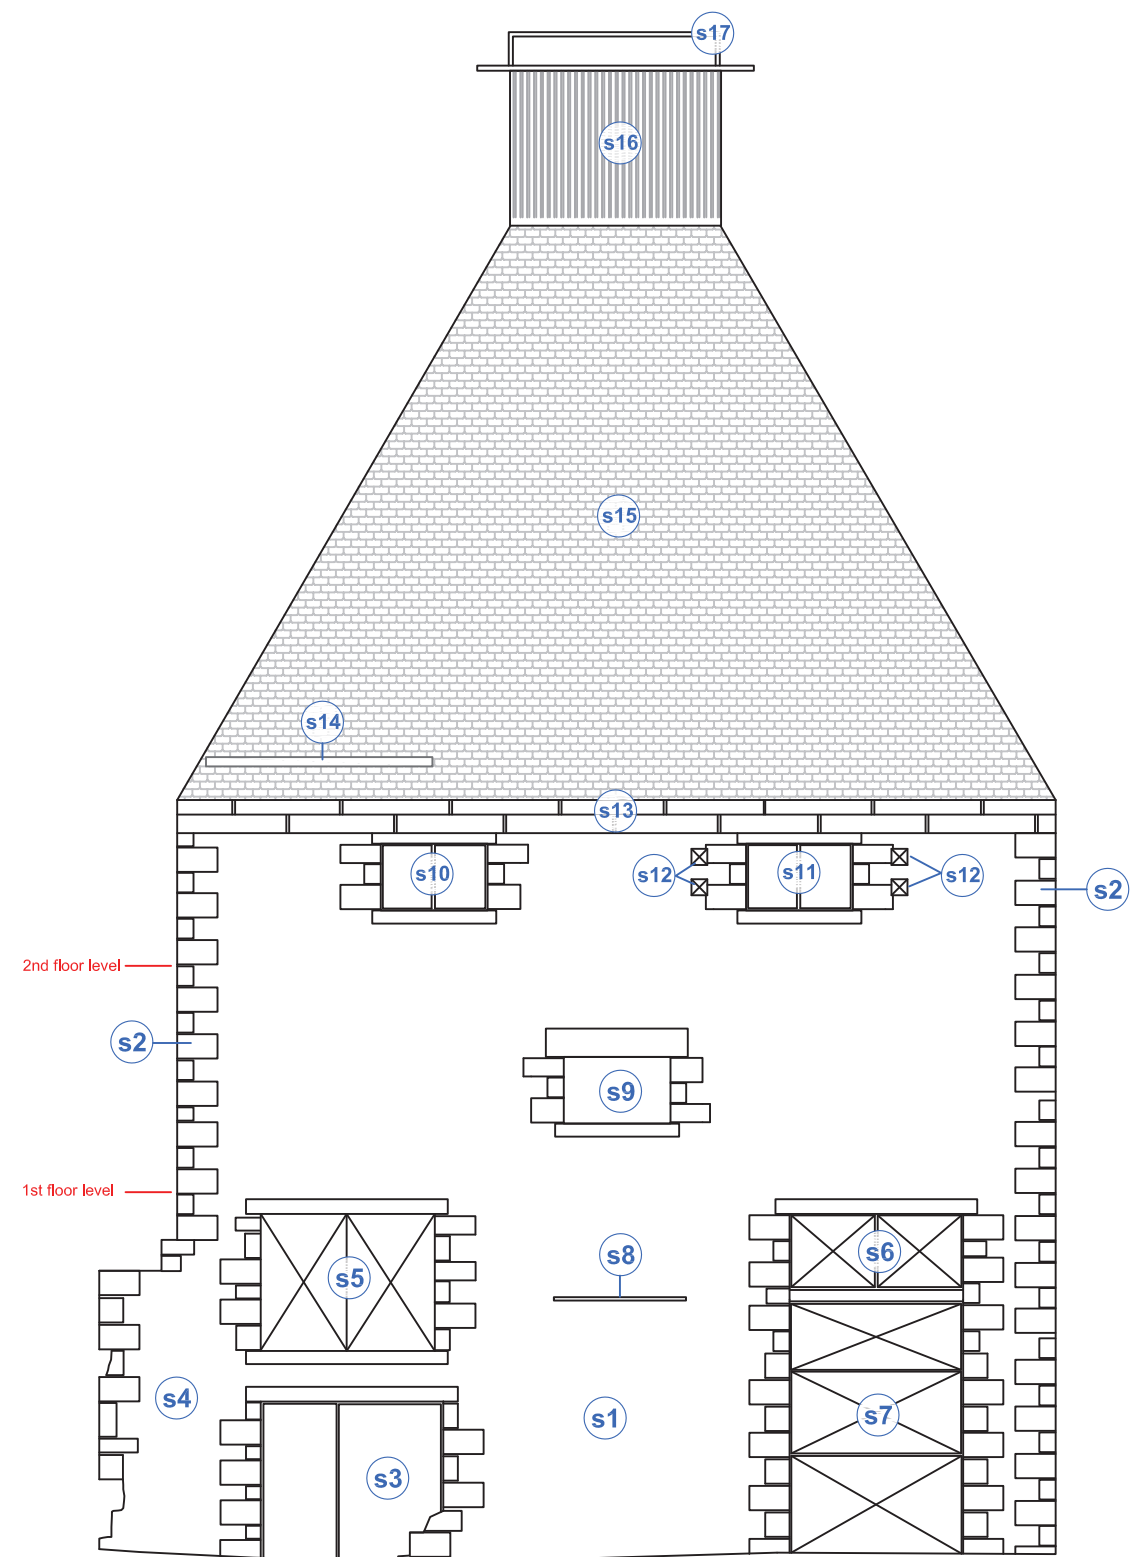 s17
s16
s15
s14
s13
s10
s12
s11
s12
s2
2nd floor level
s2
s9
1st floor level
s8
s6
s5
s4
s1
s7
s3